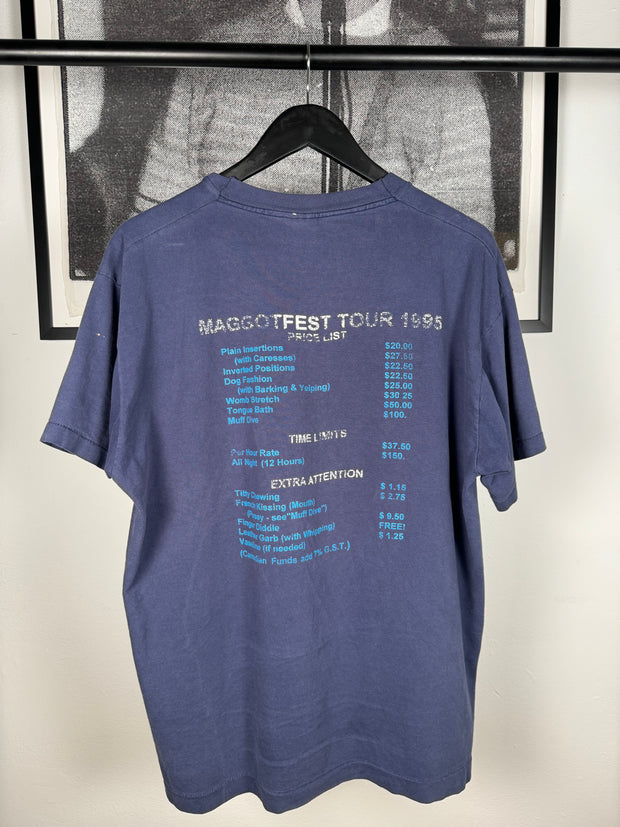 MAGGOTFEST TOUR 1995
PRICE LIST
Plain Insertions $20.00
(with Caresses) $27.50
Inverted Positions $22.50
Dog Fashion $22.50
(with Barking & Yelping) $25.00
Womb Stretch $30 25
Tongue Bath $50.00
Muff Dive $100.
TIME LIMITS
Hour Rate $37.50
All Night (12 Hours) $150.
EXTRA ATTENTION
Titty Chewing $ 1.15
French Kissing (Mouth) $ 2.75
(Pussy - see "Muff Dive")
Finger Diddle $ 9.50
Leather Garb (with Whipping) FREE!
Vaseline (if needed) $ 1.25
(Canadian Funds add 7% G.S.T.)